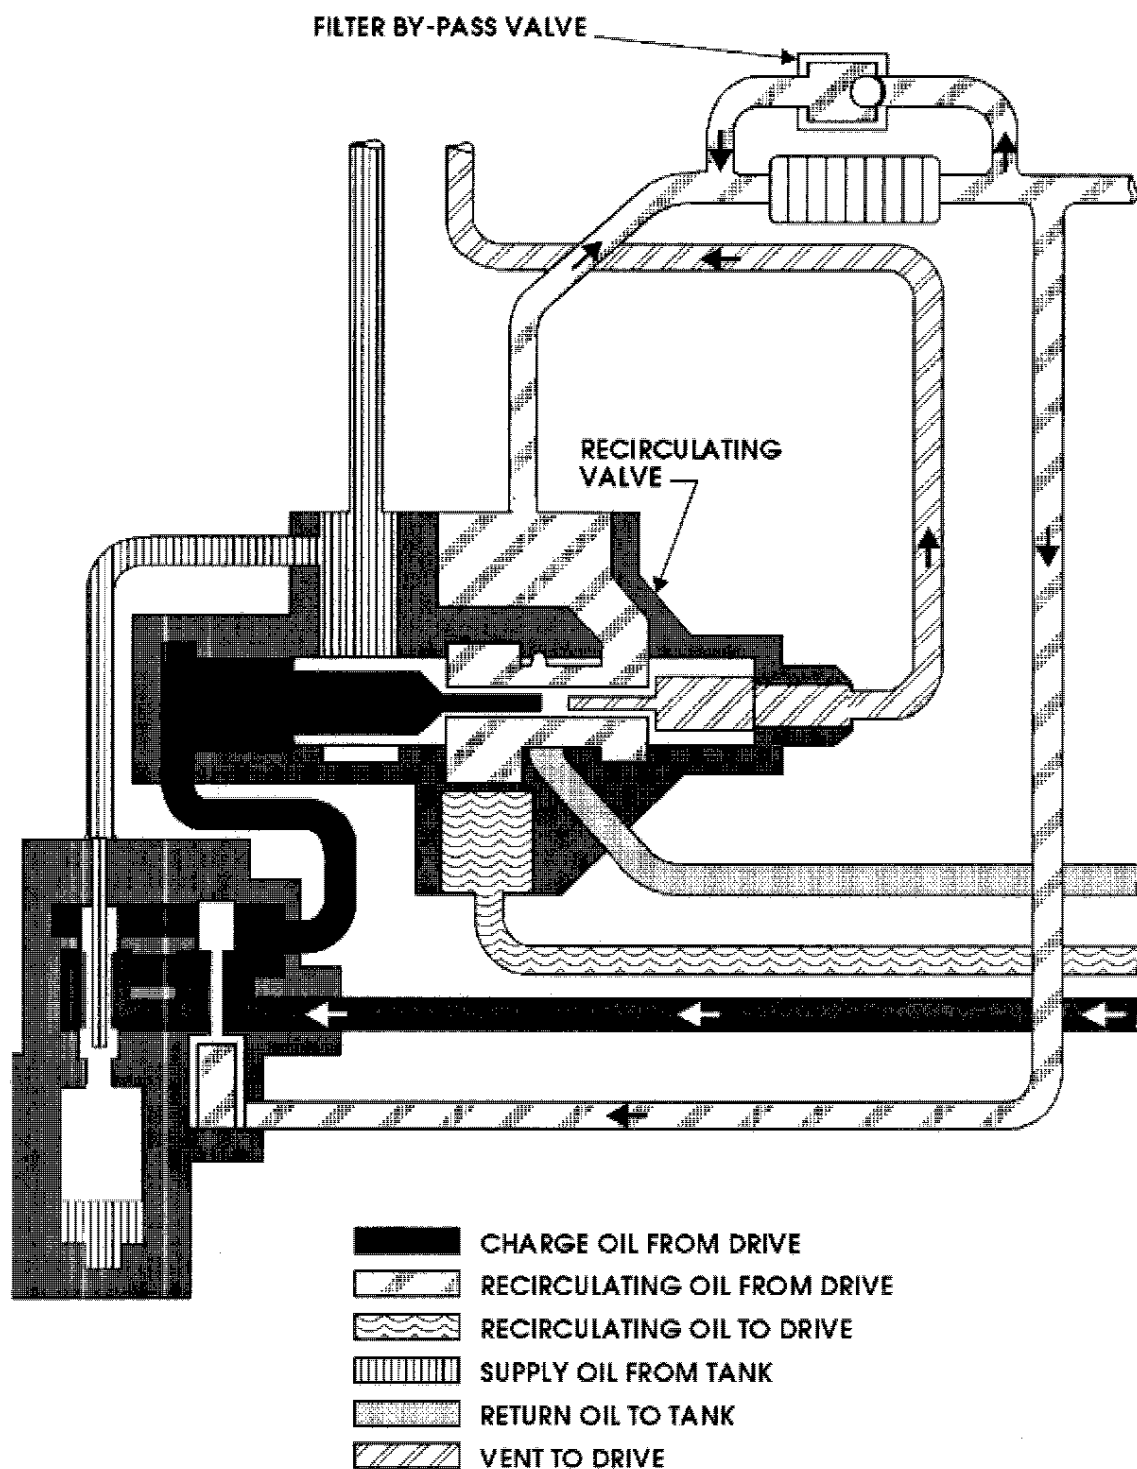 FILTER BY-PASS VALVE
RECIRCULATING
VALVE
CHARGE OIL FROM DRIVE
RECIRCULATING OIL FROM DRIVE
RECIRCULATING OIL TO DRIVE
SUPPLY OIL FROM TANK
RETURN OIL TO TANK
VENT TO DRIVE